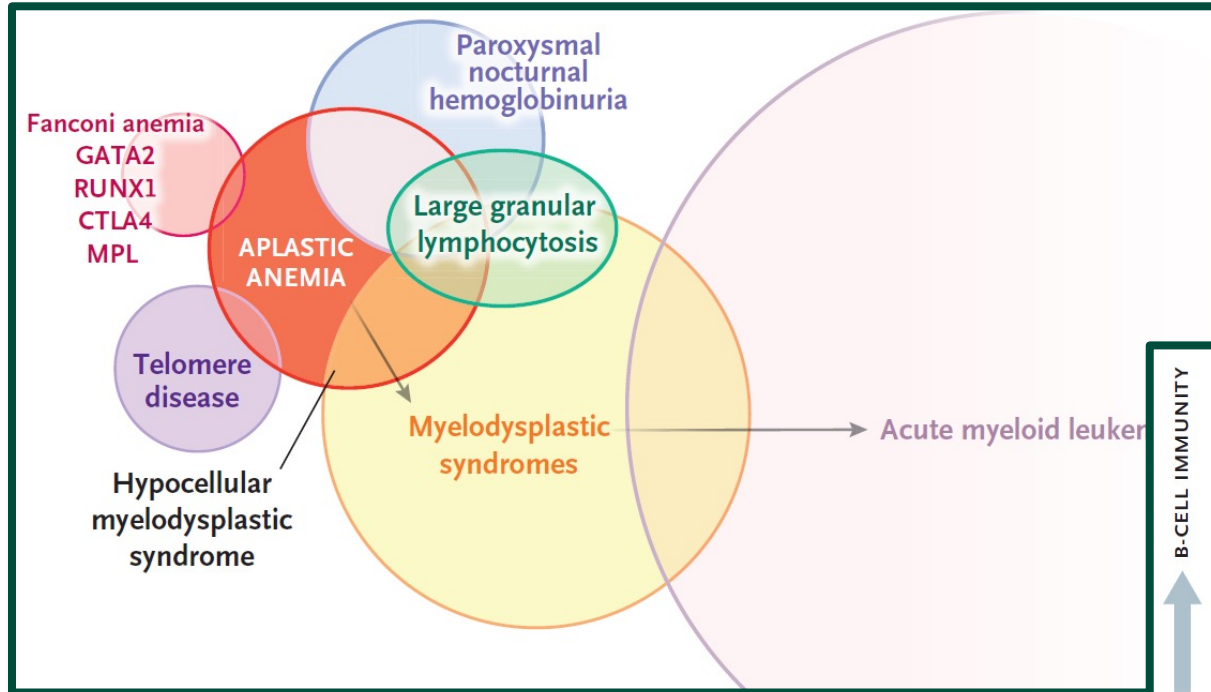 Paroxysmal
nocturnal
hemoglobinuria
Fanconi anemia
GATA2
RUNX1
CTLA4
MPL
Large granular
lymphocytosis
APLASTIC
ANEMIA
Telomere
disease
Myelodysplastic
syndromes
Acute myeloid leuker
Hypocellular
myelodysplastic
syndrome
B-CELL IMMUNITY